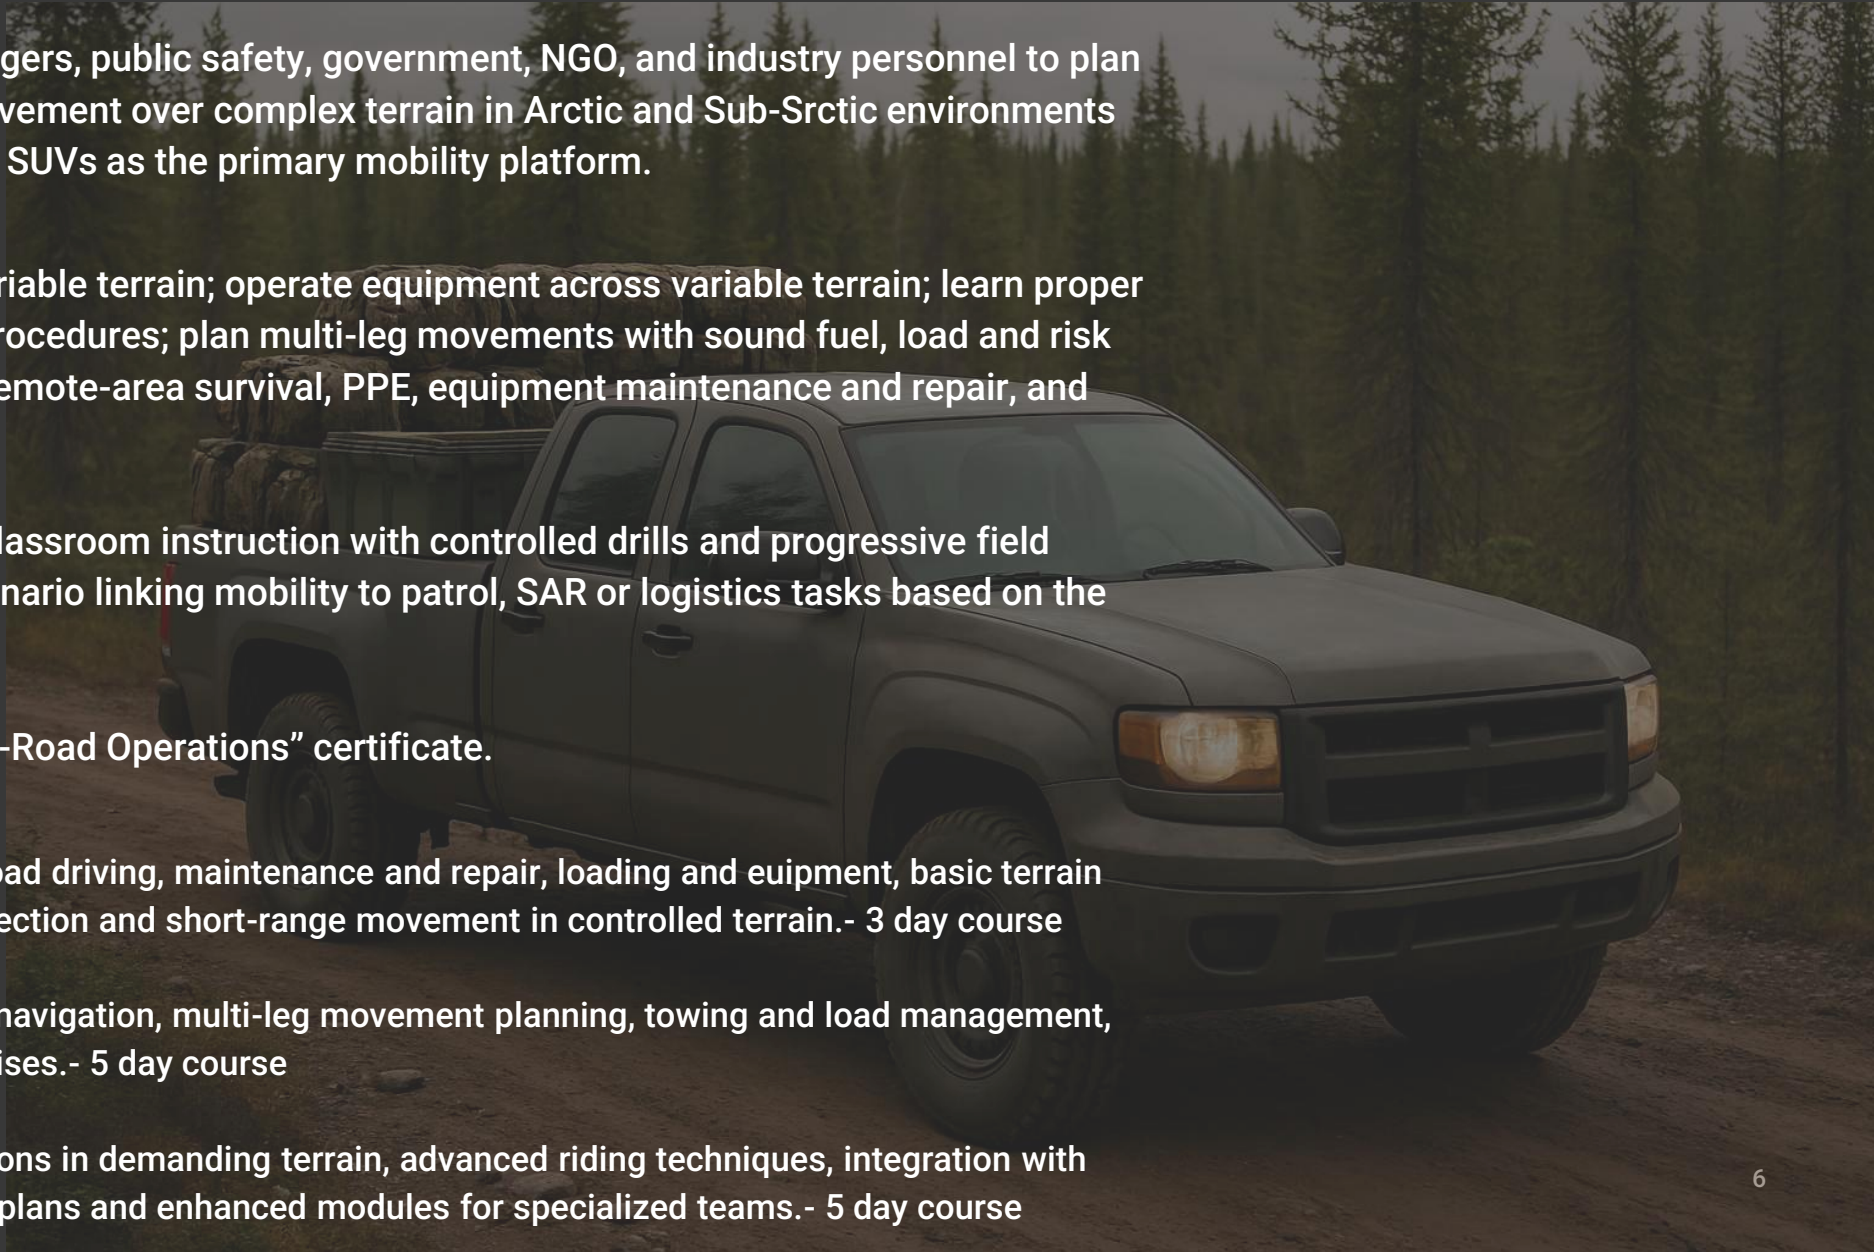 gers, public safety, government, NGO, and industry personnel to plan
vement over complex terrain in Arctic and Sub-Srctic environments
SUVs as the primary mobility platform.
riable terrain; operate equipment across variable terrain; learn proper
rocedures; plan multi-leg movements with sound fuel, load and risk
emote-area survival, PPE, equipment maintenance and repair, and
lassroom instruction with controlled drills and progressive field
nario linking mobility to patrol, SAR or logistics tasks based on the
-Road Operations” certificate.
oad driving, maintenance and repair, loading and euipment, basic terrain
ection and short-range movement in controlled terrain.- 3 day course
navigation, multi-leg movement planning, towing and load management,
ises.- 5 day course
ons in demanding terrain, advanced riding techniques, integration with
plans and enhanced modules for specialized teams.- 5 day course
6